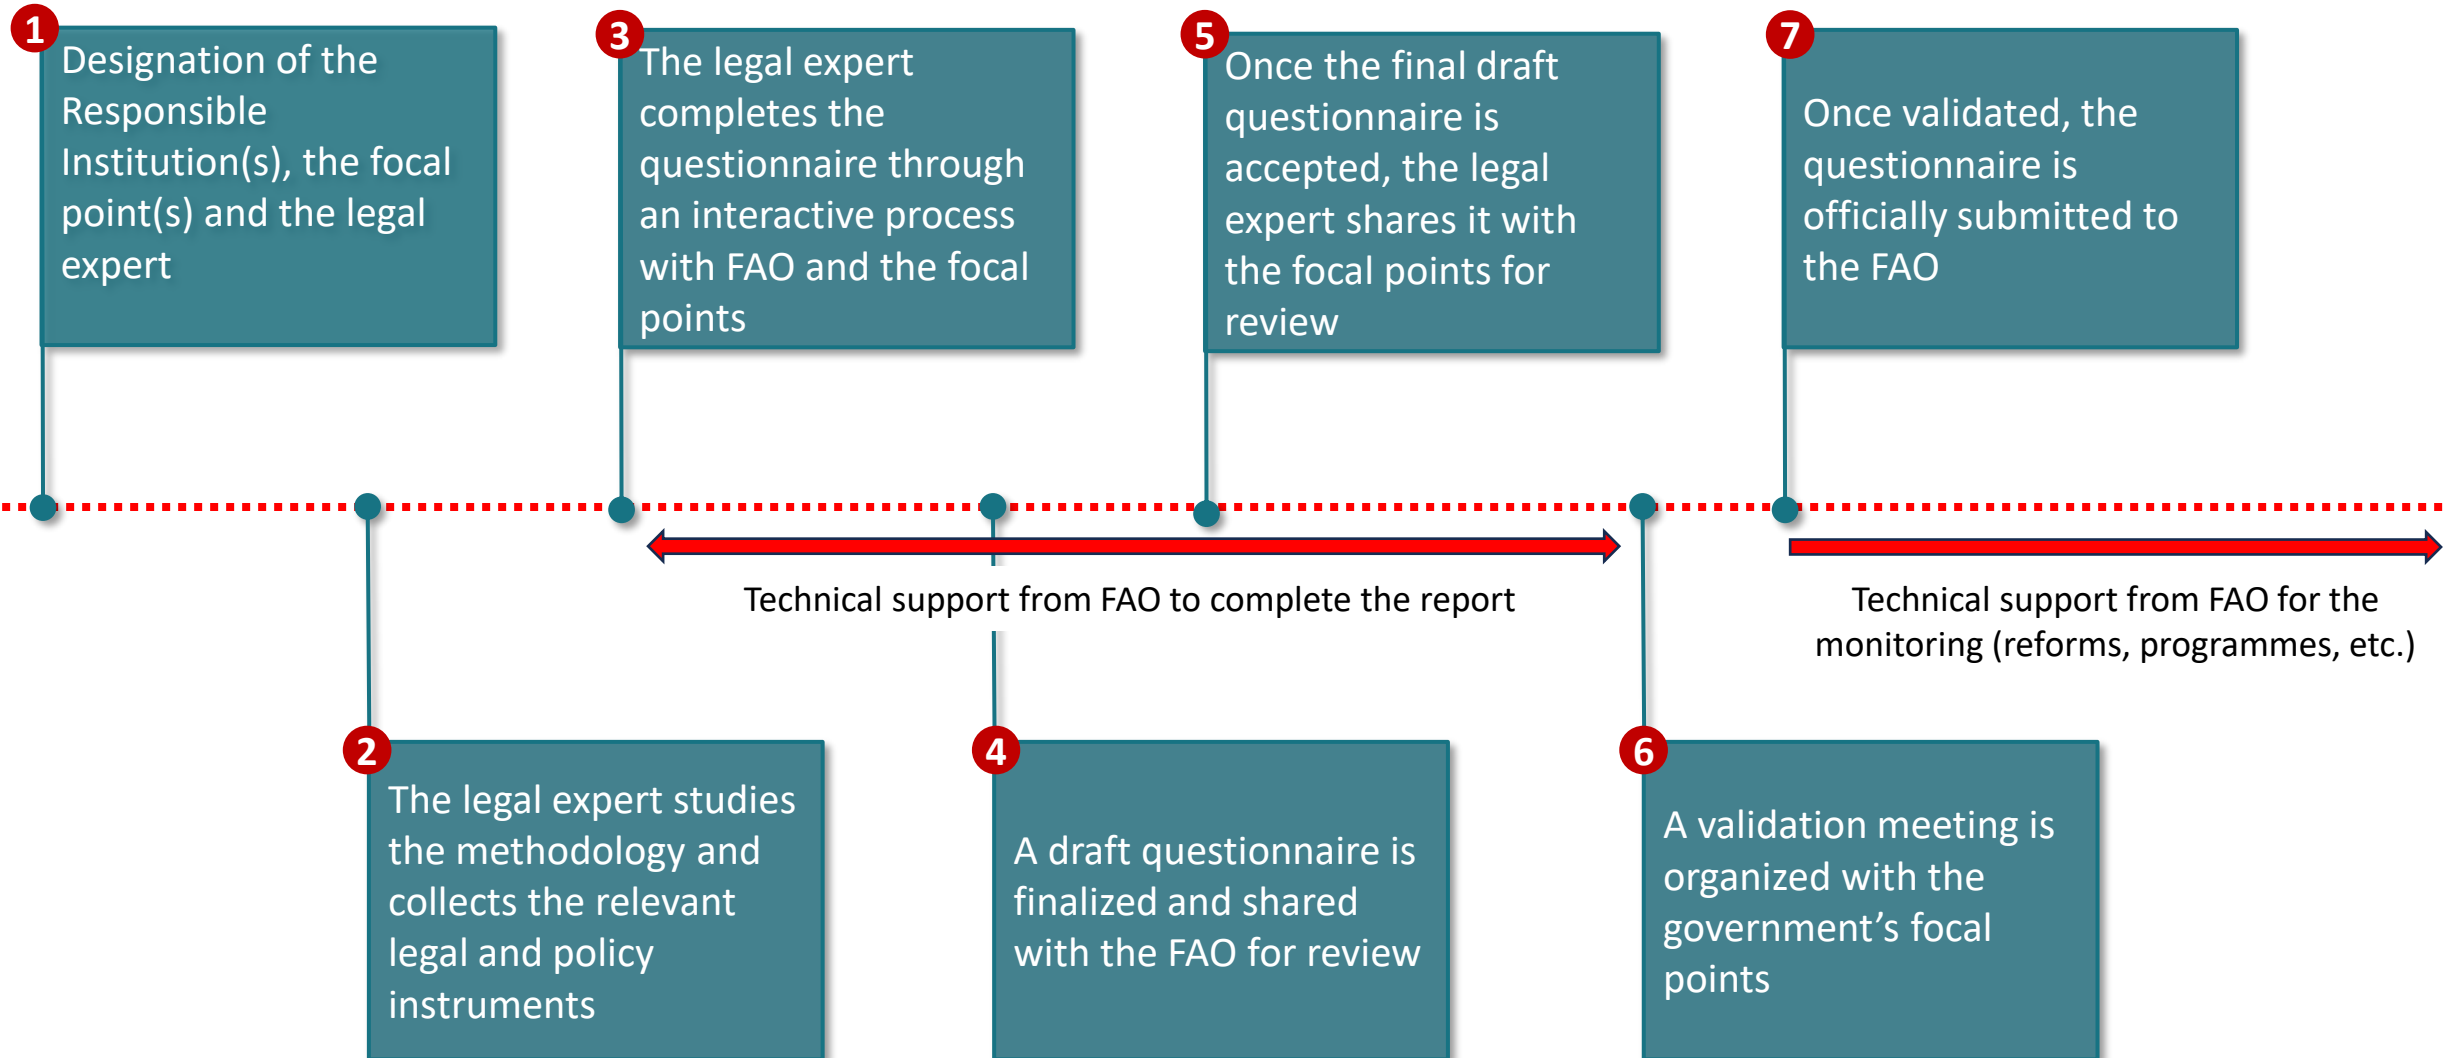 1
Designation of the
Responsible
Institution(s), the focal
point(s) and the legal
expert
3
The legal expert
completes the
questionnaire through
an interactive process
with FAO and the focal
points
5
Once the final draft
questionnaire is
accepted, the legal
expert shares it with
the focal points for
review
7
Once validated, the
questionnaire is
officially submitted to
the FAO
Technical support from FAO to complete the report
Technical support from FAO for the
monitoring (reforms, programmes, etc.)
2
The legal expert studies
the methodology and
collects the relevant
legal and policy
instruments
4
A draft questionnaire is
finalized and shared
with the FAO for review
6
A validation meeting is
organized with the
government’s focal
points